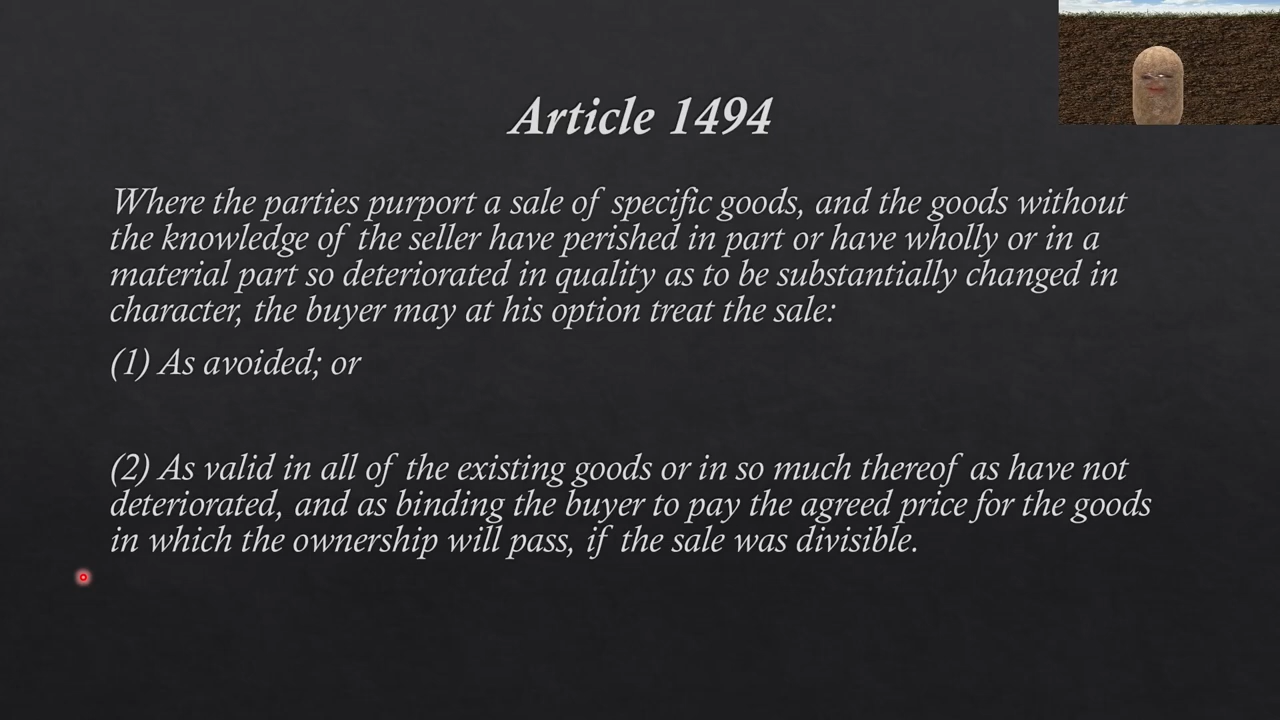 Article 1494
Where the parties purport a sale of specific goods, and the goods without
the knowledge of the seller have perished in part or have wholly or in a
material part so deteriorated in quality as to be substantially changed in
character, the buyer may at his option treat the sale:
(1) As avoided; or
(2) As valid in all of the existing goods or in so much thereof as have not
deteriorated, and as binding the buyer to pay the agreed price for the goods
in which the ownership will pass, if the sale was divisible.